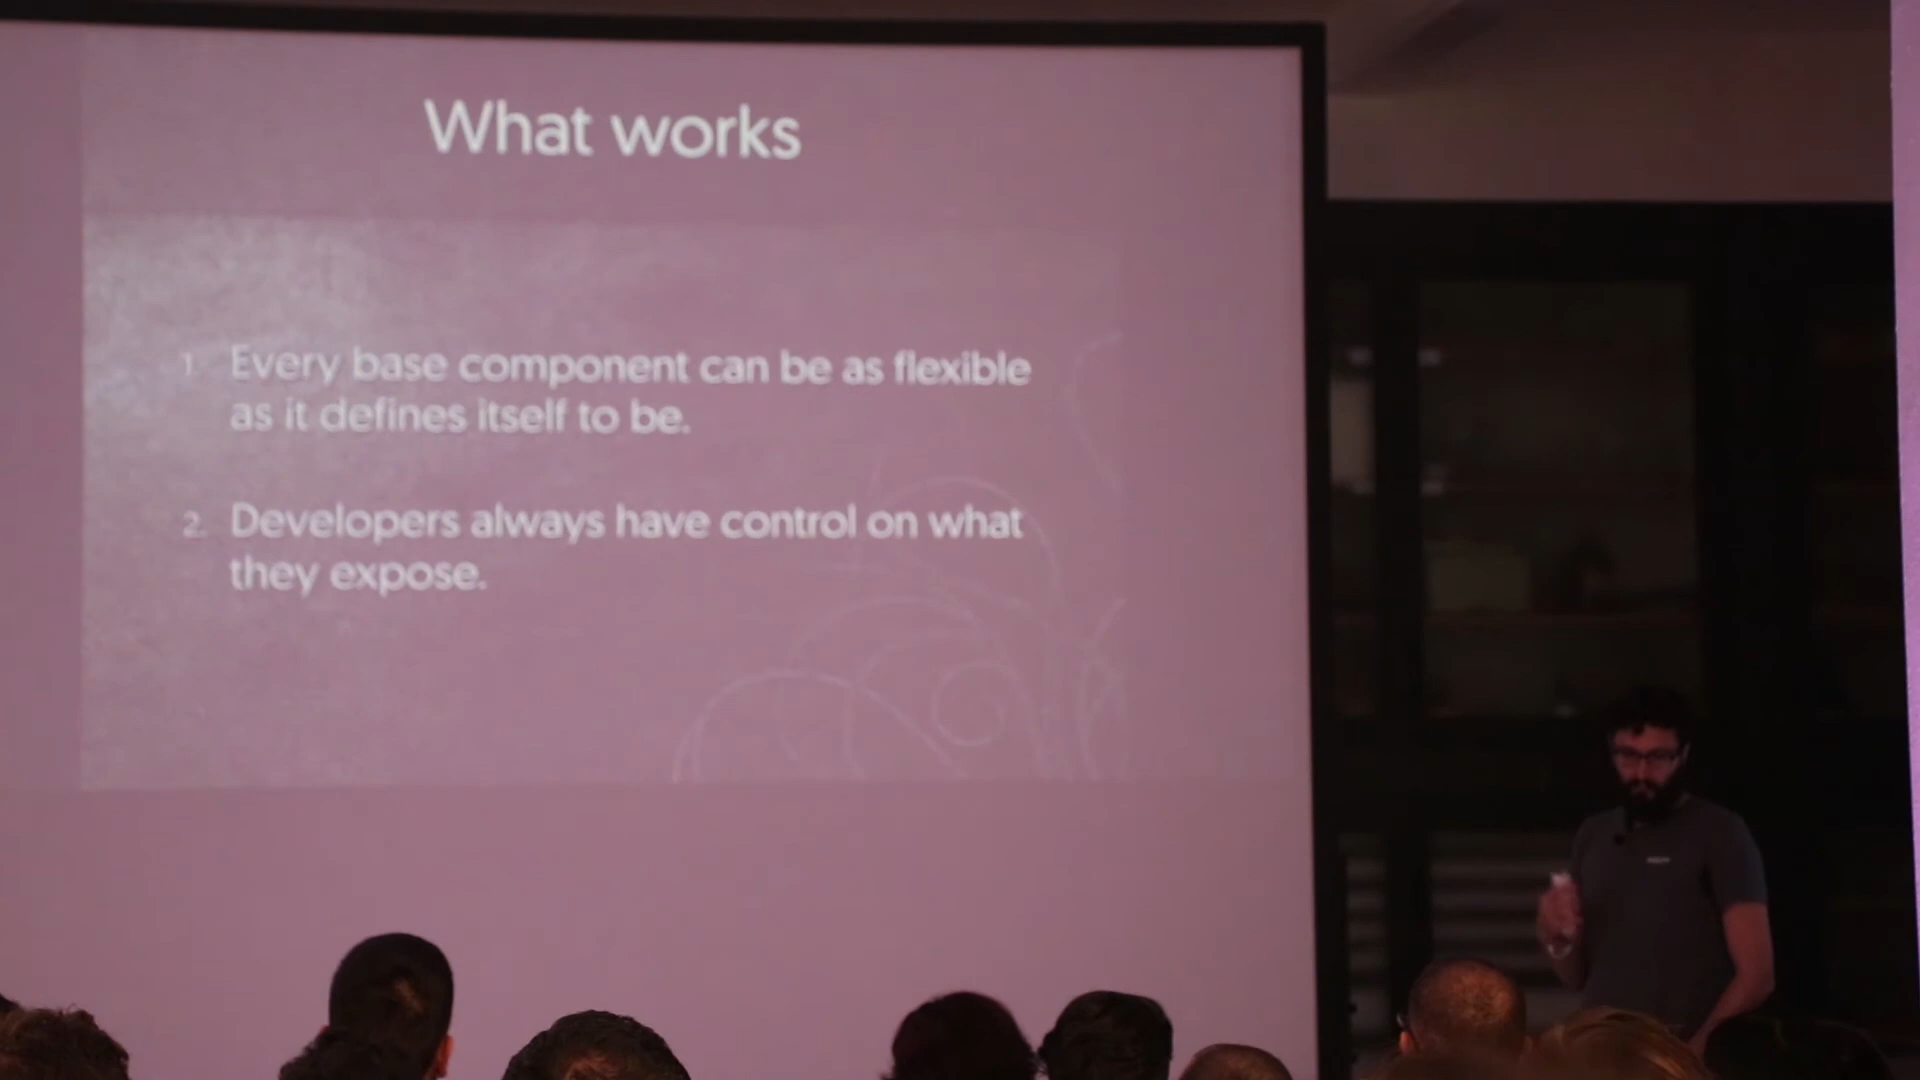 What works
1. Every base component can be as flexible
as it defines itself to be.
2. Developers always have control on what
they expose.